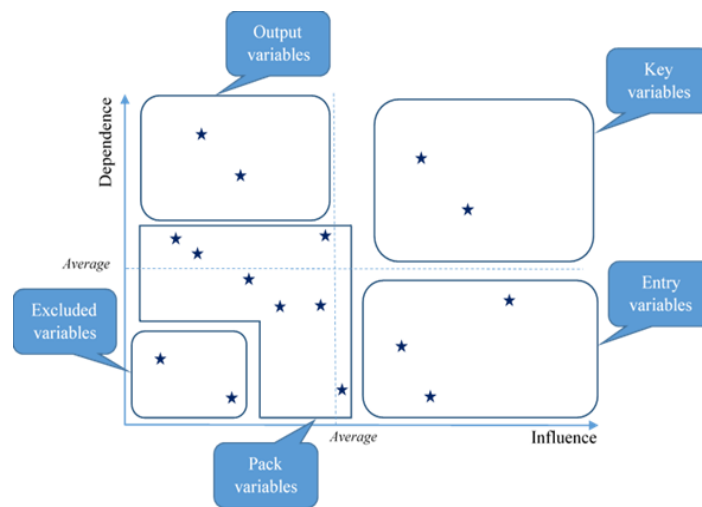 Output
variables
Key
variables
Dependence
Average
Excluded
variables
Entry
variables
Average
Influence
Pack
variables